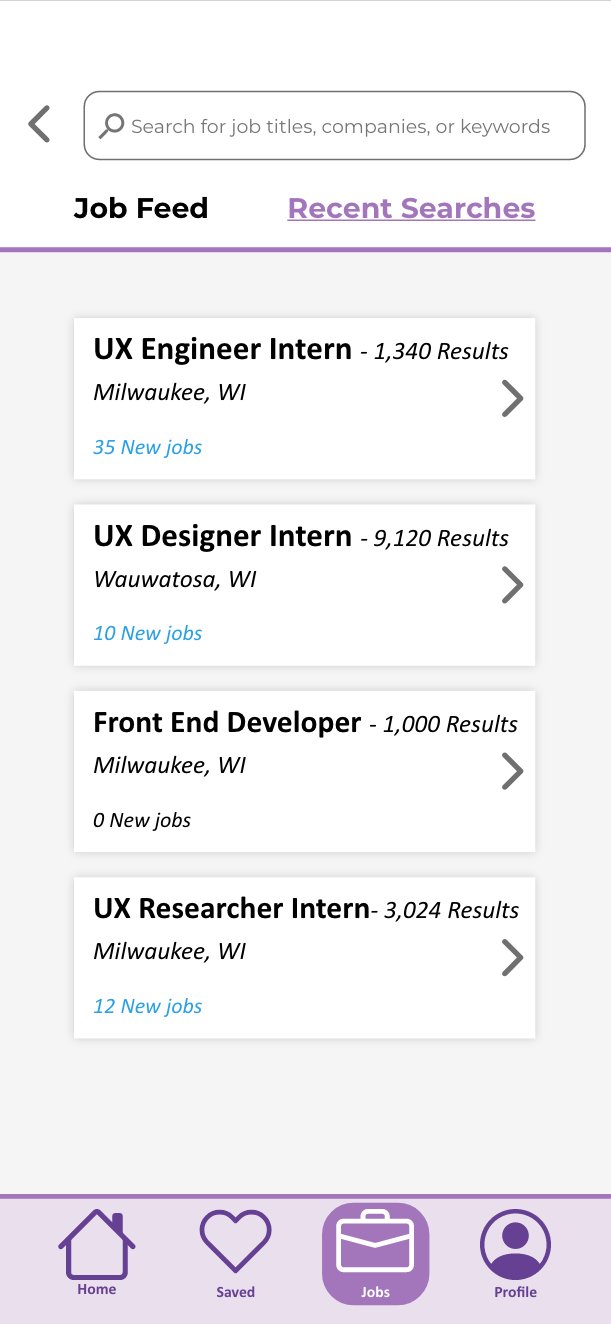 Search for job titles, companies, or keywords
Job Feed Recent Searches
UX Engineer Intern - 1,340 Results
Milwaukee, WI
35 New jobs
UX Designer Intern - 9,120 Results
Wauwatosa, WI
10 New jobs
Front End Developer - 1,000 Results
Milwaukee, WI
0 New jobs
UX Researcher Intern- 3,024 Results
Milwaukee, WI
12 New jobs
Home Saved Jobs Profile